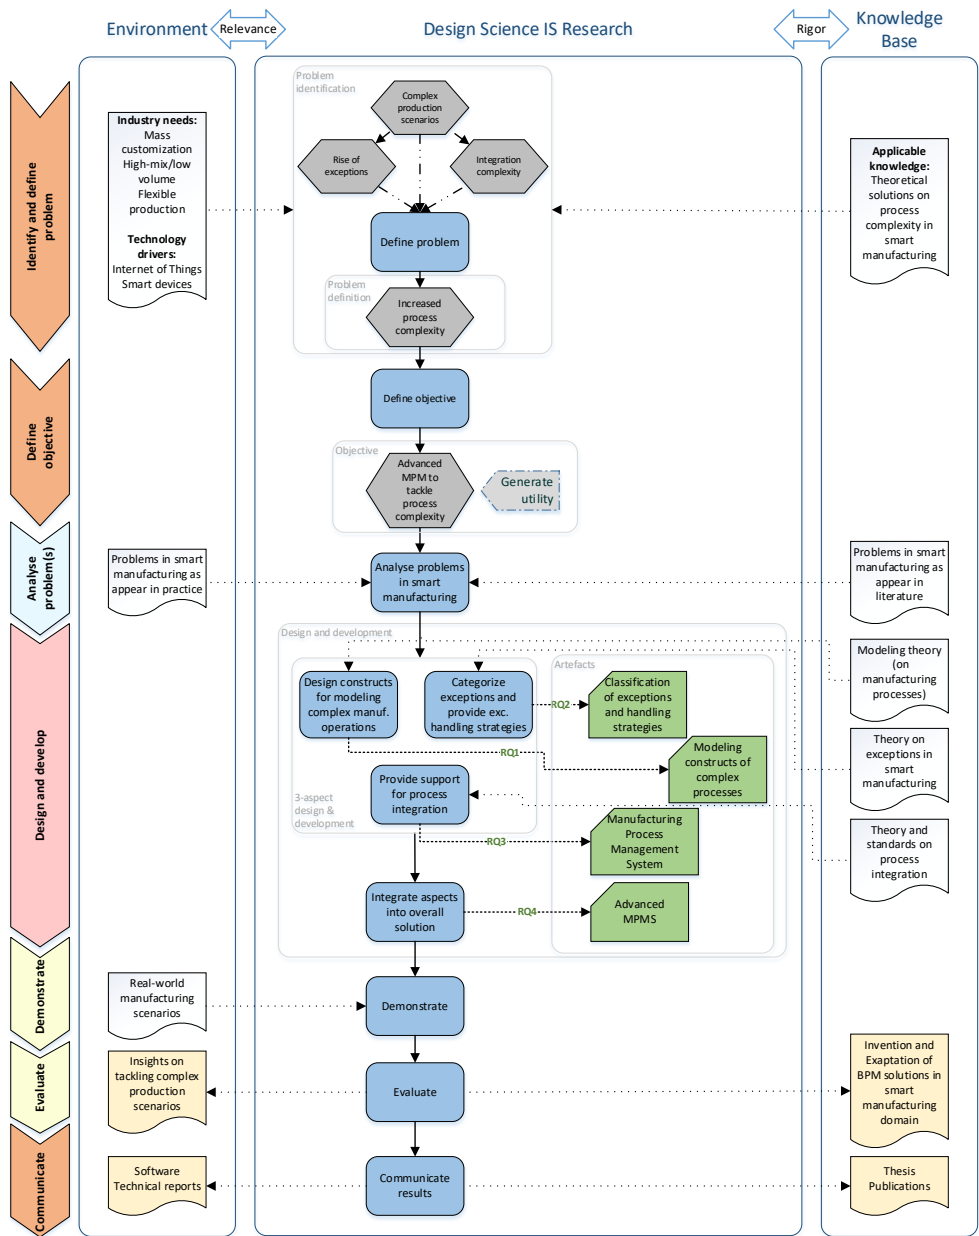 Environment
Relevance
Design Science IS Research
Rigor
Knowledge
Base
Identify and define
problem
Industry needs:
Mass
customization
High-mix/low
volume
Flexible
production
Technology
drivers:
Internet of Things
Smart devices
Problem
identification
Complex
production
scenarios
Rise of
exceptions
Integration
complexity
Define problem
Problem
definition
Increased
process
complexity
Applicable
knowledge:
Theoretical
solutions on
process
complexity in
smart
manufacturing
Define
objective
Define objective
Objective
Advanced
MPM to
tackle
process
complexity
Generate
utility
Analyse
problem(s)
Problems in smart
manufacturing as
appear in practice
Analyse problems
in smart
manufacturing
Problems in smart
manufacturing as
appear in
literature
Design and develop
Design and development
Design constructs
for modeling
complex manuf.
operations
Categorize
exceptions and
provide exc.
handling strategies
RQ2
Artefacts
Classification
of exceptions
and handling
strategies
RQ1
Modeling
constructs of
complex
processes
3-aspect
design &
development
Provide support
for process
integration
RQ3
Manufacturing
Process
Management
System
Integrate aspects
into overall
solution
RQ4
Advanced
MPMS
Modeling theory
(on
manufacturing
processes)
Theory on
exceptions in
smart
manufacturing
Theory and
standards on
process
integration
Demonstrate
Real-world
manufacturing
scenarios
Demonstrate
Evaluate
Insights on
tackling complex
production
scenarios
Evaluate
Invention and
Exaptation of
BPM solutions in
smart
manufacturing
domain
Communicate
Software
Technical reports
Communicate
results
Thesis
Publications